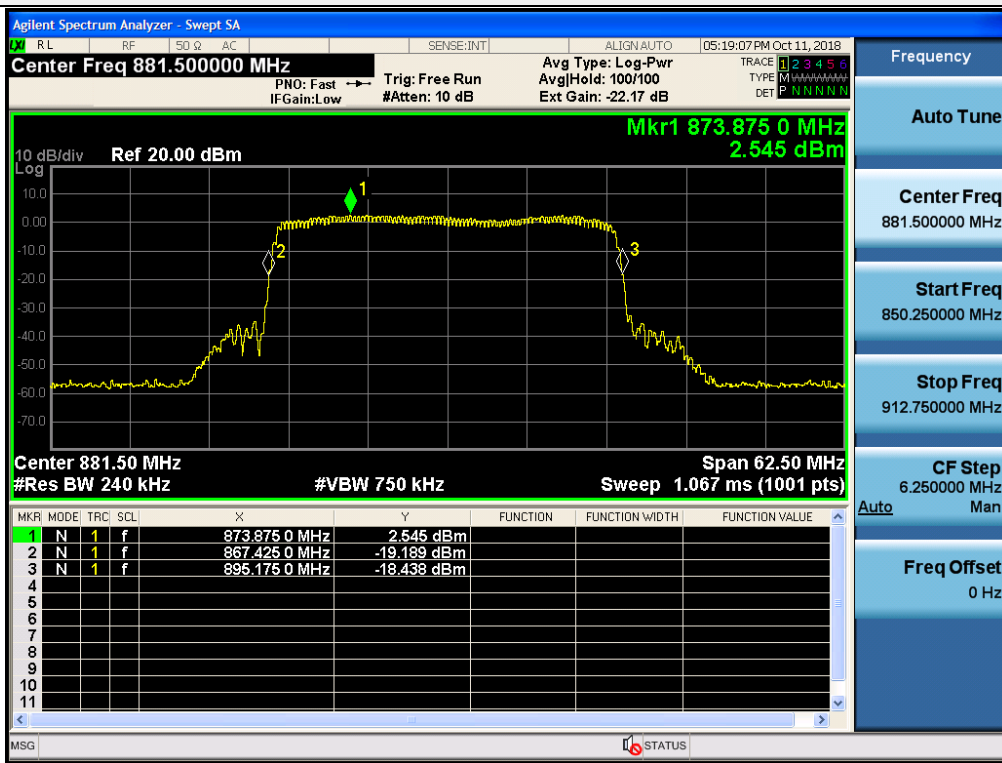 Agilent Spectrum Analyzer - Swept SA
LXI RL RF 50 Ω AC SENSE:INT ALIGNAUTO 05:19:07 PM Oct 11, 2018
Center Freq 881.500000 MHz
PNO: Fast
IFGain:Low
Trig: Free Run
#Atten: 10 dB
Avg Type: Log-Pwr
Avg|Hold: 100/100
Ext Gain: -22.17 dB
TRACE 1 2 3 4 5 6
TYPE M
DET P N N N N N
Mkr1 873.875 0 MHz
2.545 dBm
10 dB/div Ref 20.00 dBm
Log
10.0
0.00
-10.0
-20.0
-30.0
-40.0
-50.0
-60.0
-70.0
1
2
3
Center 881.50 MHz Span 62.50 MHz
#Res BW 240 kHz #VBW 750 kHz Sweep 1.067 ms (1001 pts)
MKR MODE TRC SCL X Y FUNCTION FUNCTION WIDTH FUNCTION VALUE
1 N 1 f 873.875 0 MHz 2.545 dBm
2 N 1 f 867.425 0 MHz -19.189 dBm
3 N 1 f 895.175 0 MHz -18.438 dBm
4
5
6
7
8
9
10
11
MSG STATUS
Frequency
Auto Tune
Center Freq
881.500000 MHz
Start Freq
850.250000 MHz
Stop Freq
912.750000 MHz
CF Step
6.250000 MHz
Auto Man
Freq Offset
0 Hz